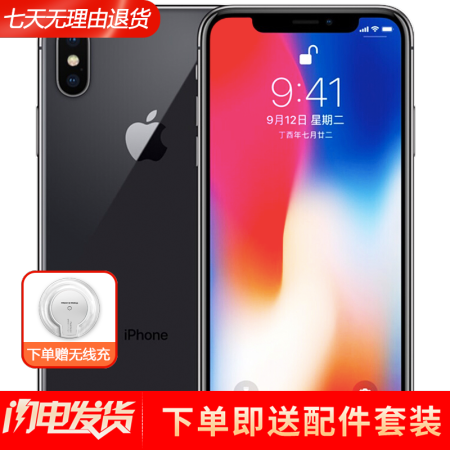 七天无理由退货
9:41
9月12日 星期二
丁酉年七月廿二
iPhone
下单赠无线充
闪电发货
下单即送配件套装